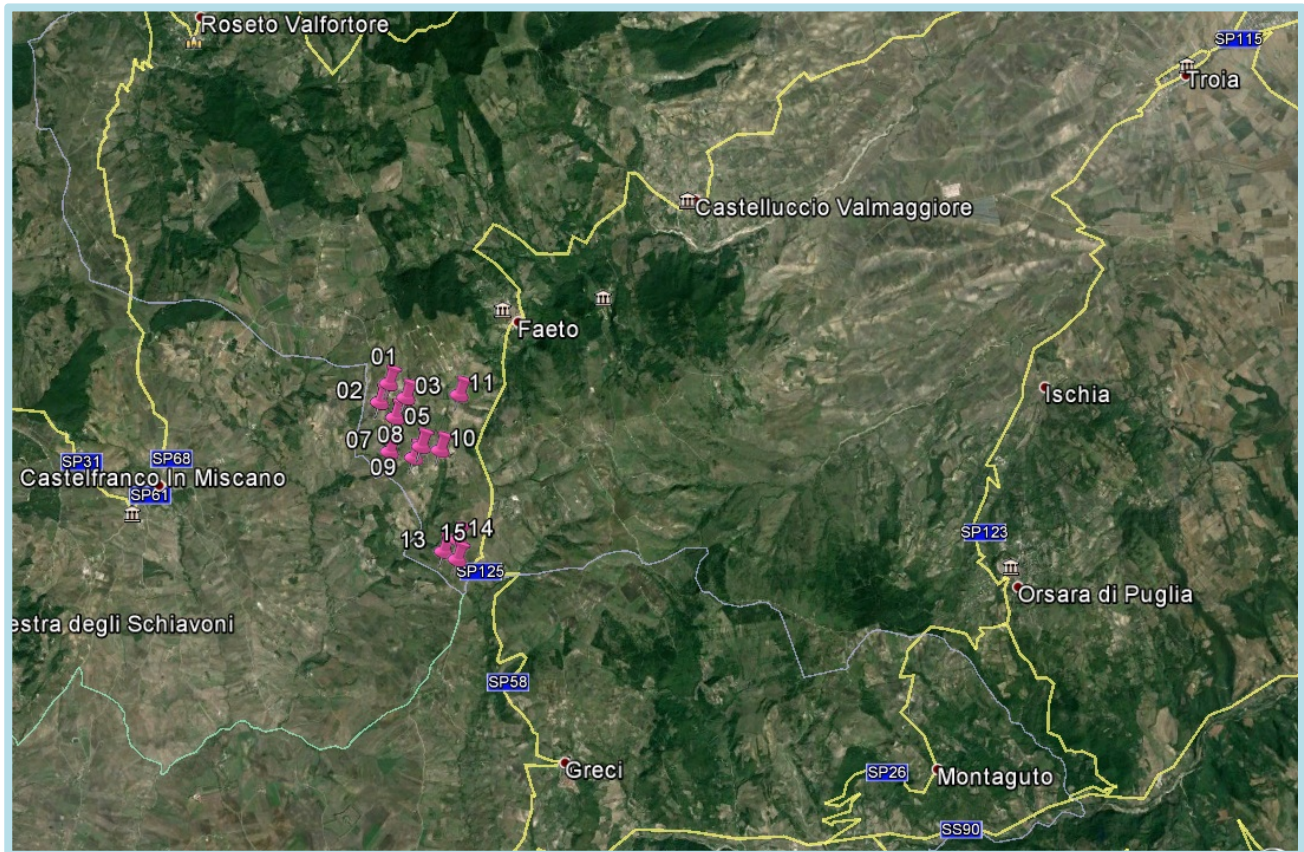 Roseto Valfortore
SP115
Troia
Castelluccio Valmaggiore
Faeto
01
02
03
11
05
Ischia
07
08
10
09
SP31
SP68
Castelfranco In Miscano
SP61
13
15
14
SP123
SP125
Orsara di Puglia
estra degli Schiavoni
SP58
Greci
SP26
Montaguto
SS90